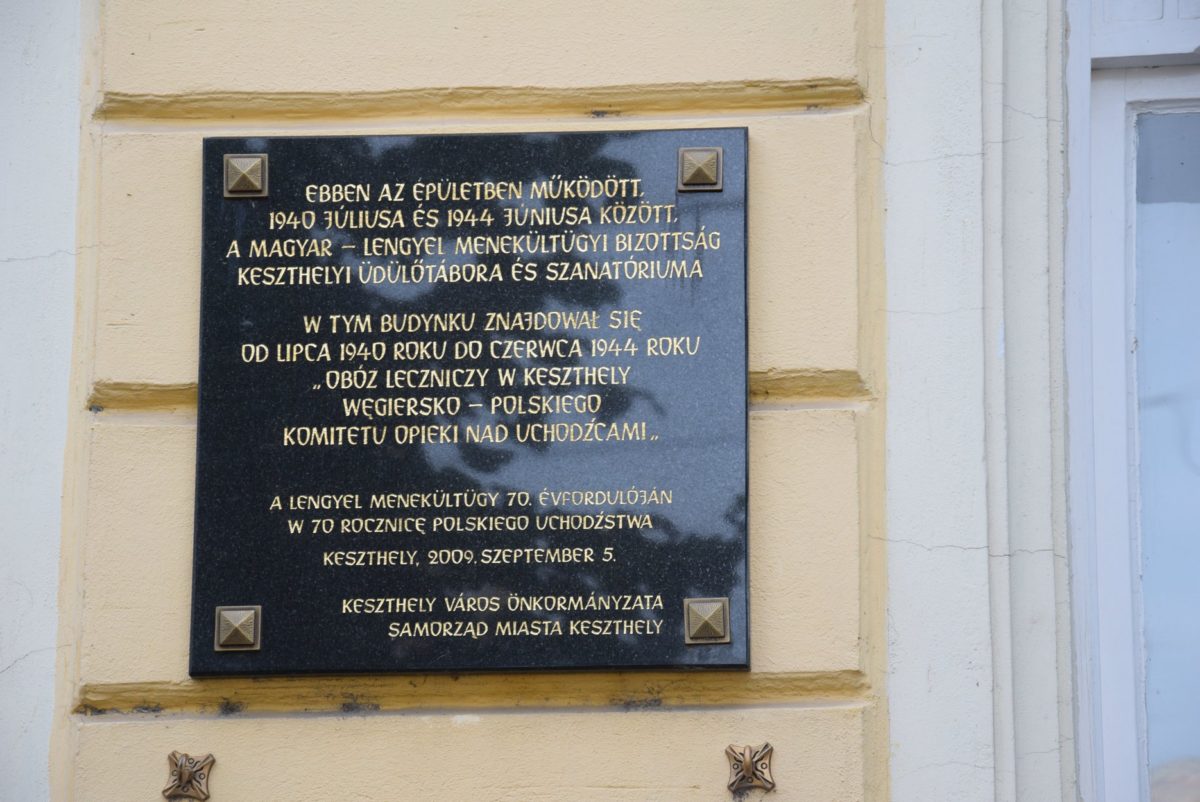 EBBEN AZ ÉPÜLETBEN MŰKÖDÖTT,
1940 JÚLIUSA ÉS 1944 JÚNIUSA KÖZÖTT,
A MAGYAR – LENGYEL MENEKÜLTÜGYI BIZOTTSÁG
KESZTHELYI ÜDÜLŐTÁBORA ÉS SZANATÓRIUMA
W TYM BUDYNKU ZNAJDOWAŁ SIĘ
OD LIPCA 1940 ROKU DO CZERWCA 1944 ROKU
„OBÓZ LECZNICZY W KESZTHELY
WĘGIERSKO – POLSKIEGO
KOMITETU OPIEKI NAD UCHODŹCAMI„
A LENGYEL MENEKÜLTÜGY 70. ÉVFORDULÓJÁN
W 70 ROCZNICĘ POLSKIEGO UCHODŹSTWA
KESZTHELY, 2009. SZEPTEMBER 5.
KESZTHELY VÁROS ÖNKORMÁNYZATA
SAMORZĄD MIASTA KESZTHELY